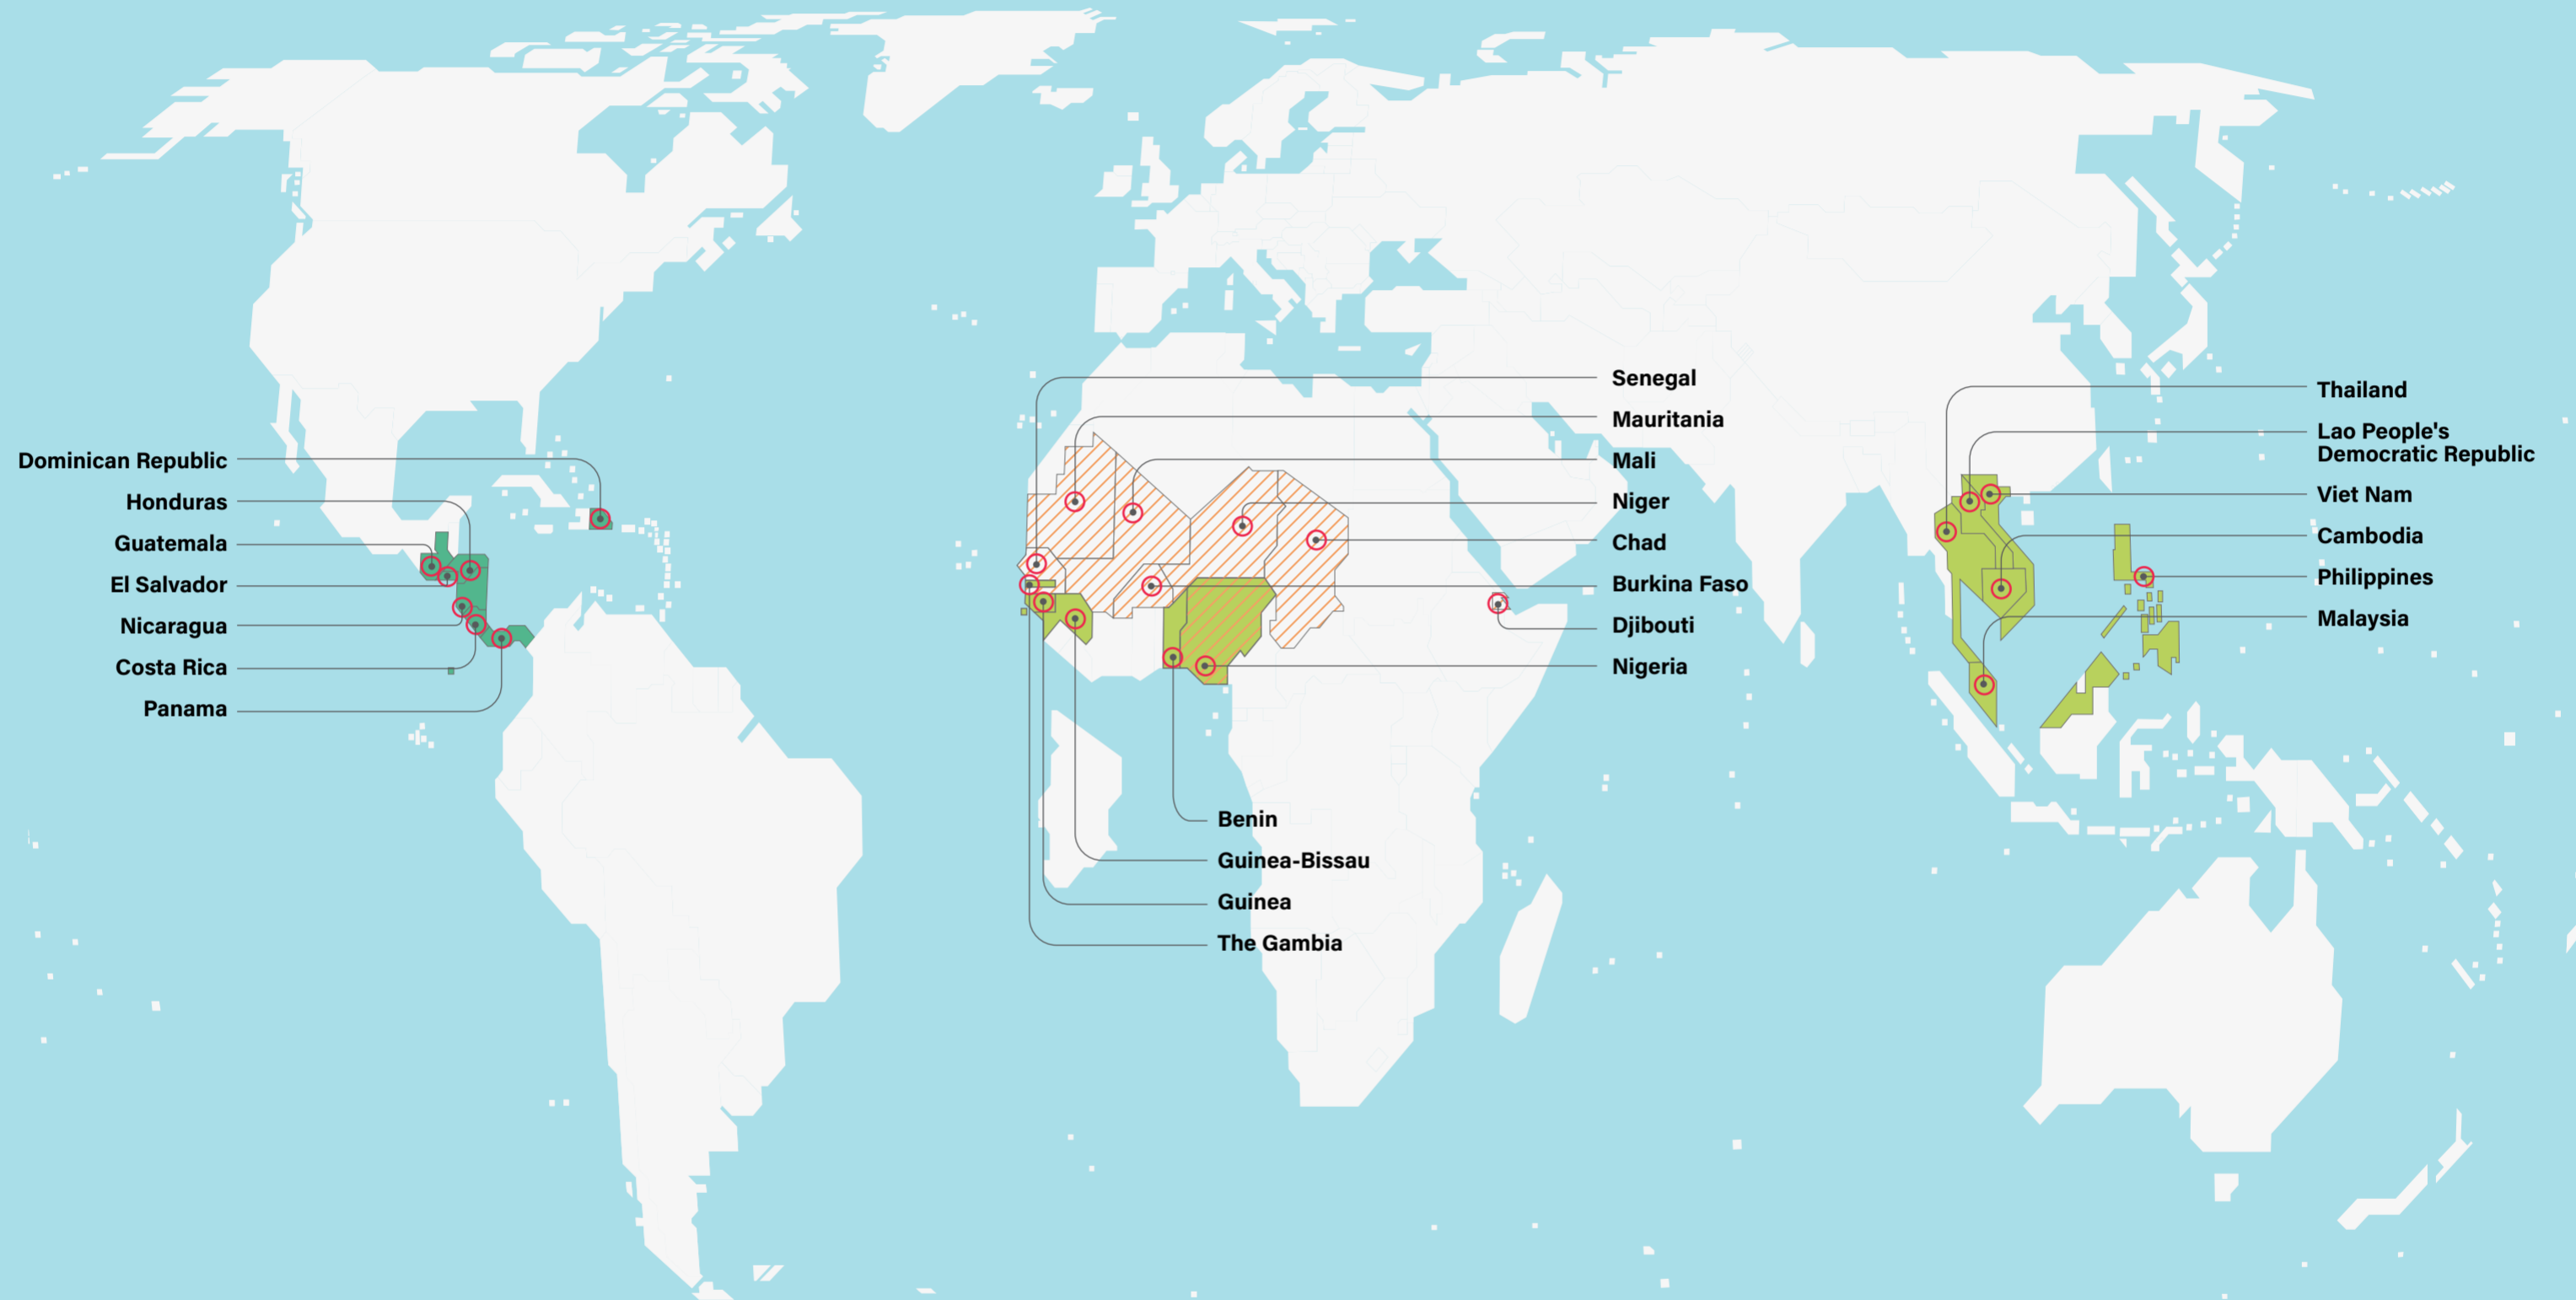 Dominican Republic
Honduras
Guatemala
El Salvador
Nicaragua
Costa Rica
Panama
Senegal
Mauritania
Mali
Niger
Chad
Burkina Faso
Djibouti
Nigeria
Benin
Guinea-Bissau
Guinea
The Gambia
Thailand
Lao People's
Democratic Republic
Viet Nam
Cambodia
Philippines
Malaysia